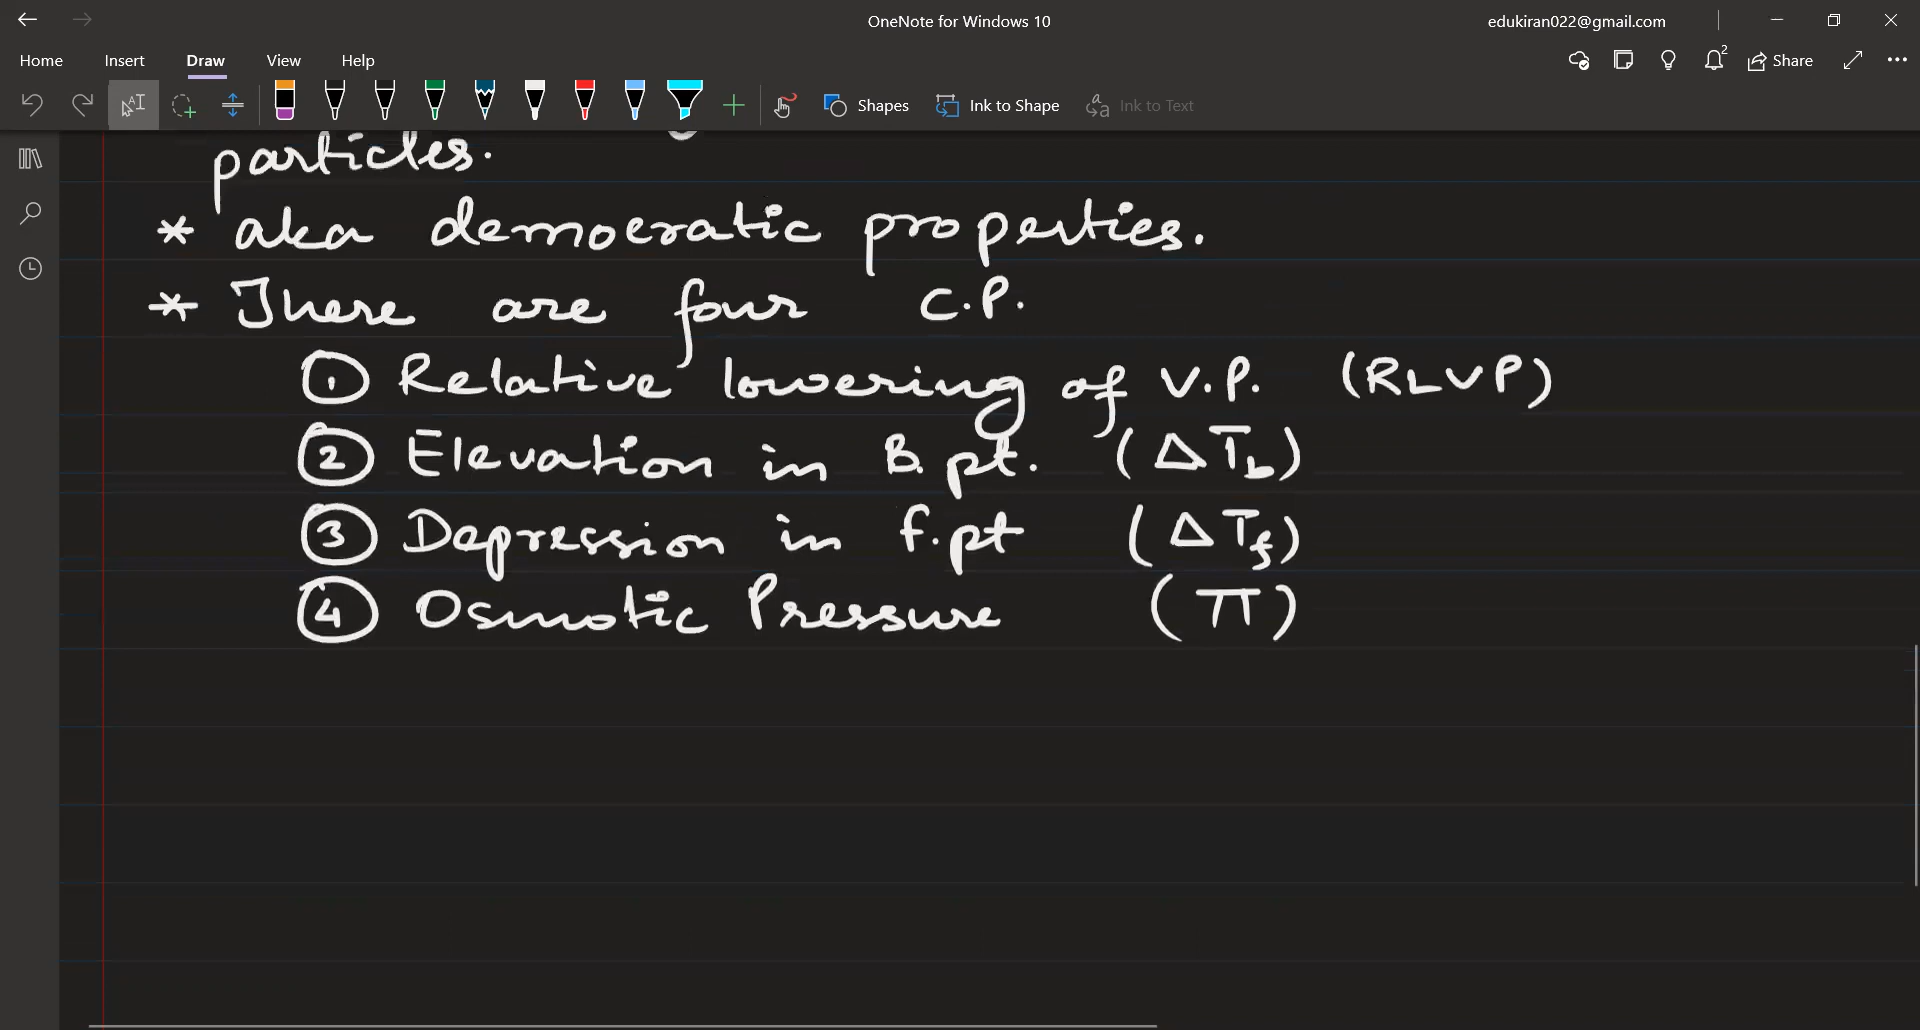 OneNote for Windows 10
edukiran022@gmail.com
Home Insert Draw View Help
2
Share
Shapes Ink to Shape Ink to Text
particles.
* aka democratic properties.
* There are four C.P.
① Relative lowering of V.P. (RLVP)
② Elevation in B.pt. (ΔTb)
③ Depression in f.pt (ΔTf)
④ Osmotic Pressure (π)